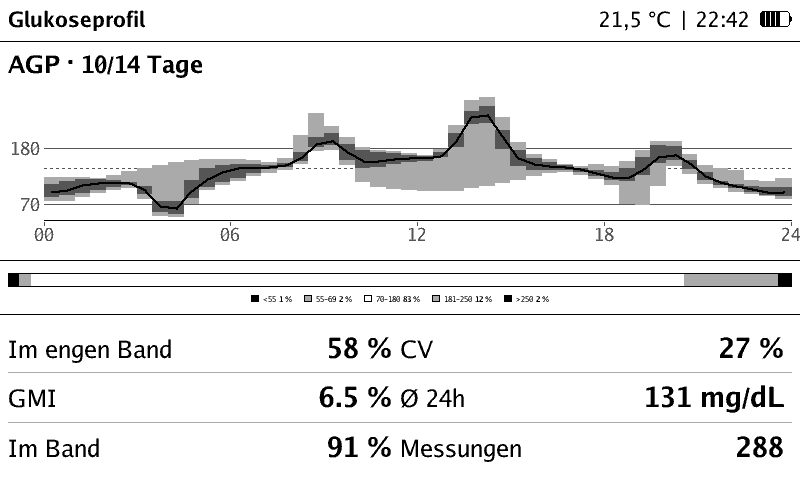 Glukoseprofil 21,5 °C | 22:42
AGP · 10/14 Tage
180
70
00 06 12 18 24
<55 1 % 55-69 2 % 70-180 83 % 181-250 12 % >250 2 %
Im engen Band 58 % CV 27 %
GMI 6.5 % Ø 24h 131 mg/dL
Im Band 91 % Messungen 288